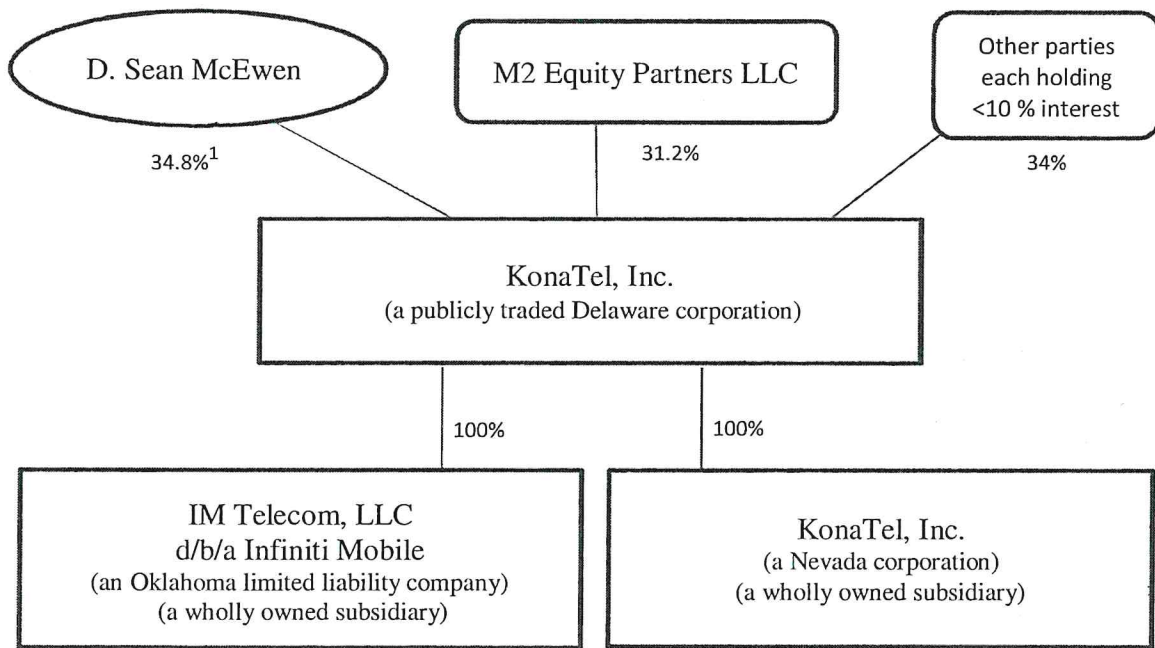 D. Sean McEwen
M2 Equity Partners LLC
Other parties
each holding
<10 % interest
34.8%1
31.2%
34%
KonaTel, Inc.
(a publicly traded Delaware corporation)
100%
100%
IM Telecom, LLC
d/b/a Infiniti Mobile
(an Oklahoma limited liability company)
(a wholly owned subsidiary)
KonaTel, Inc.
(a Nevada corporation)
(a wholly owned subsidiary)